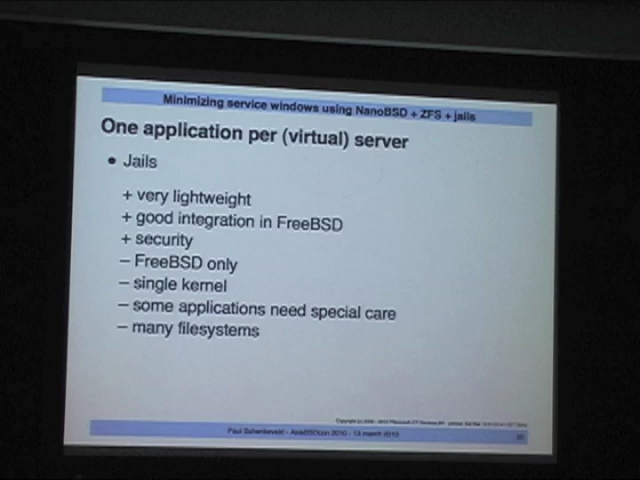 Minimizing service windows using NanoBSD + ZFS + jails
One application per (virtual) server
• Jails
+ very lightweight
+ good integration in FreeBSD
+ security
– FreeBSD only
– single kernel
– some applications need special care
– many filesystems
Paul Schenkeveld - AsiaBSDCon 2010 - 13 march 2010